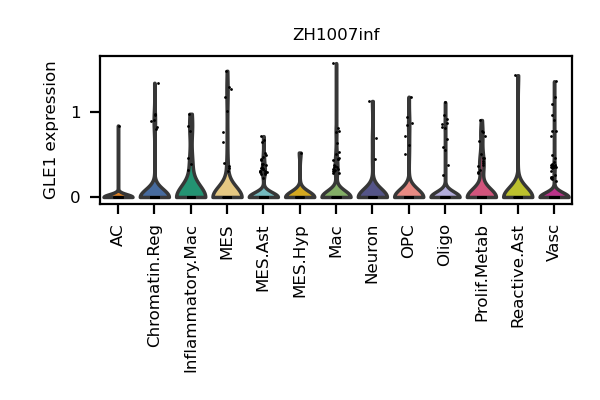 ZH1007inf
GLE1 expression
1
0
AC
Chromatin.Reg
Inflammatory.Mac
MES
MES.Ast
MES.Hyp
Mac
Neuron
OPC
Oligo
Prolif.Metab
Reactive.Ast
Vasc